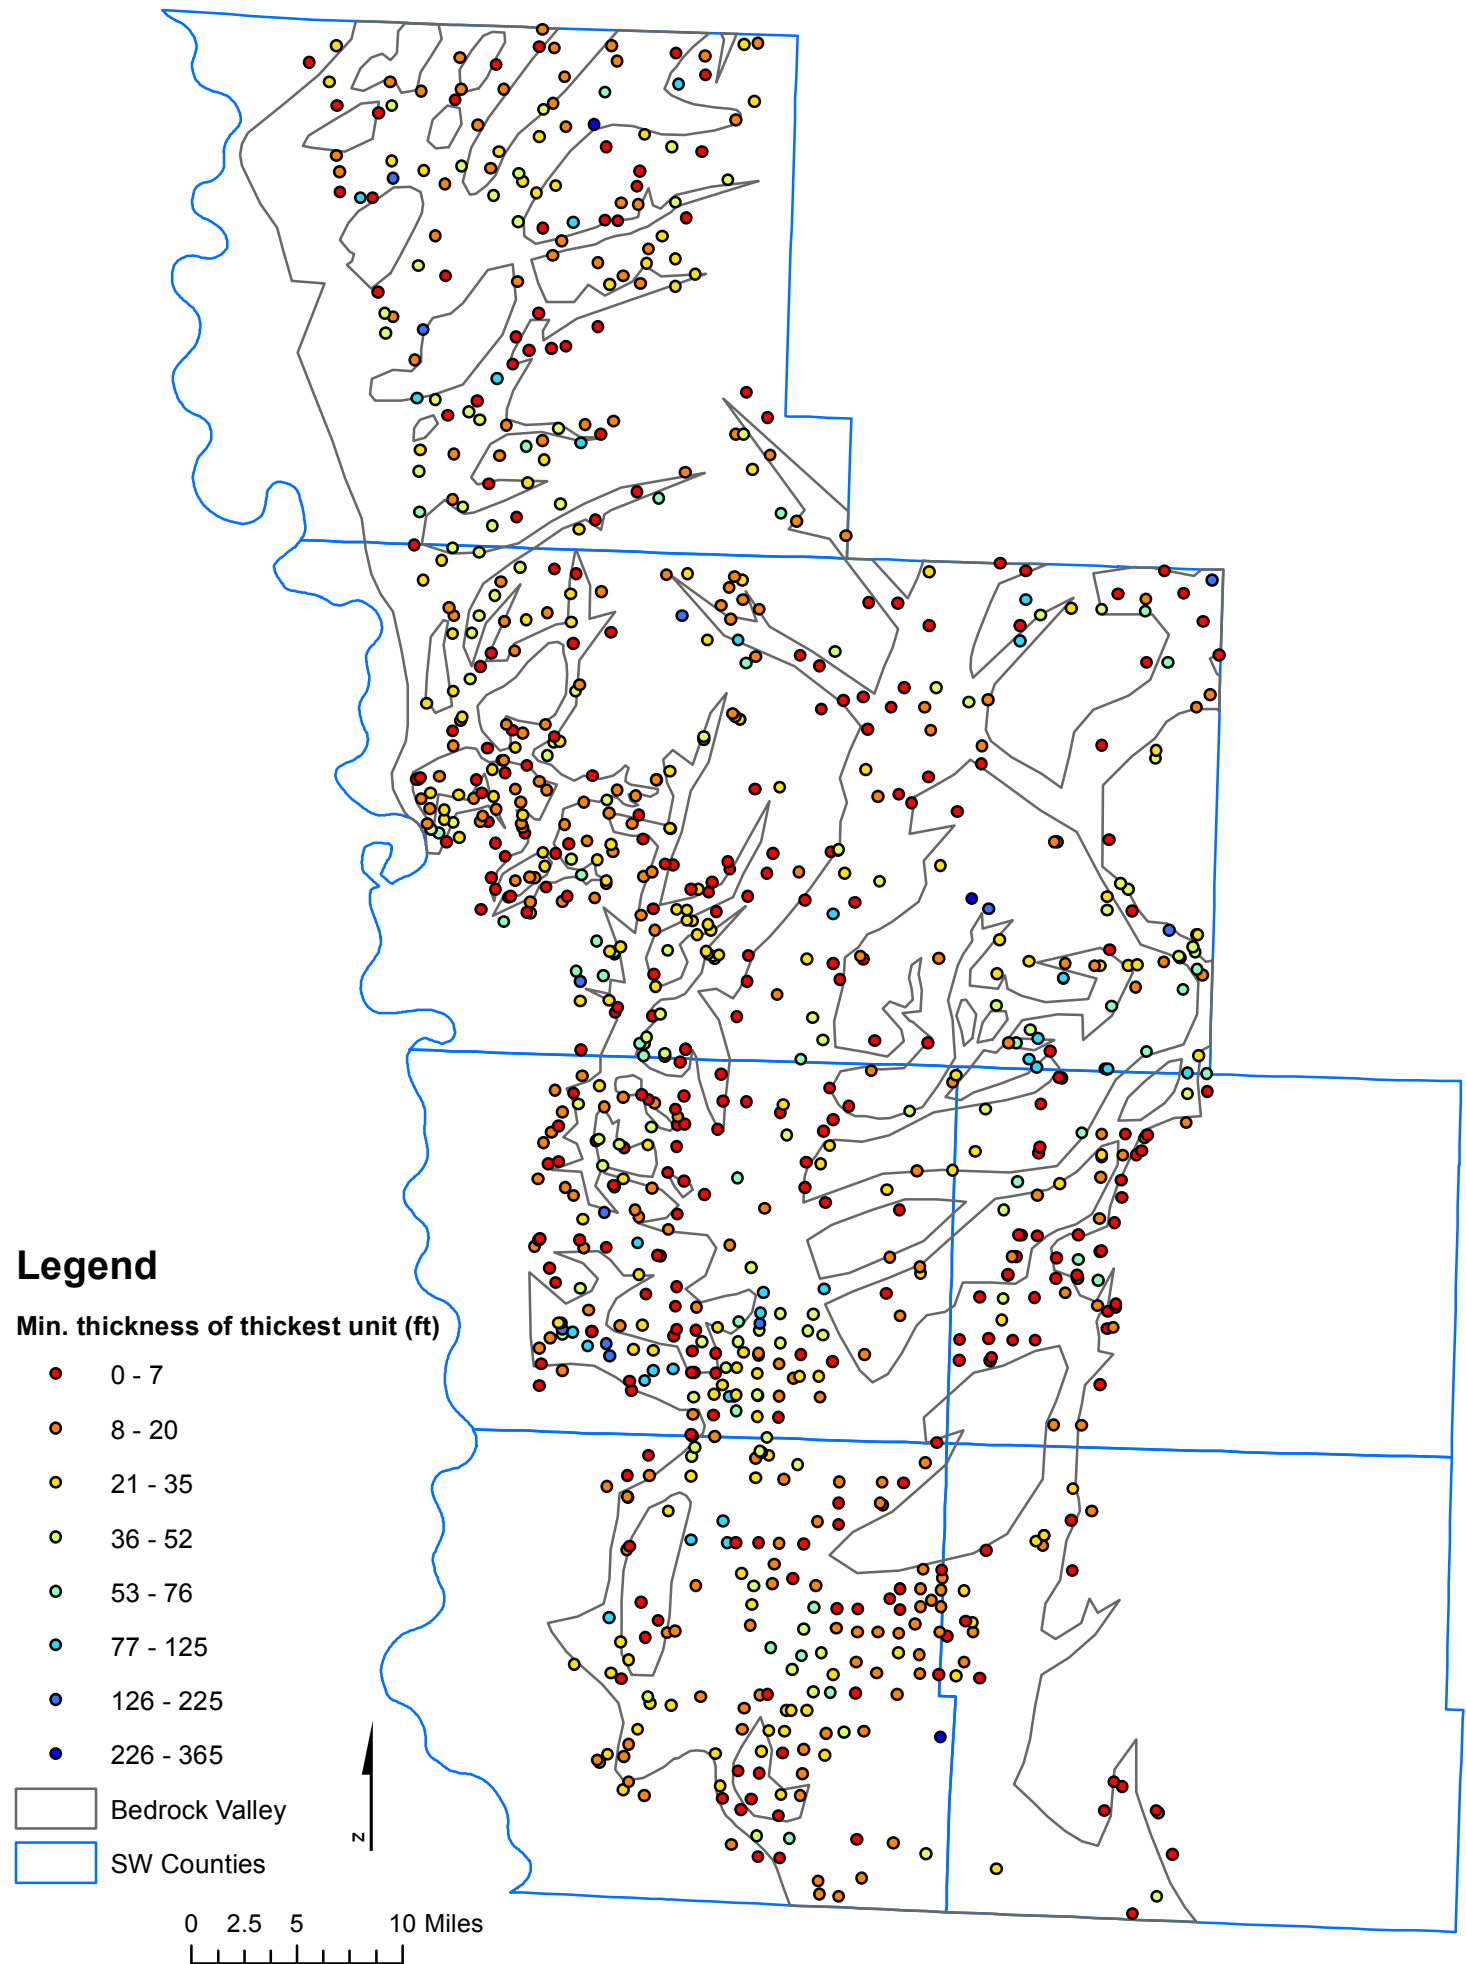 Legend
Min. thickness of thickest unit (ft)
0 - 7
8 - 20
21 - 35
36 - 52
53 - 76
77 - 125
126 - 225
226 - 365
Bedrock Valley
SW Counties
N
0 2.5 5 10 Miles